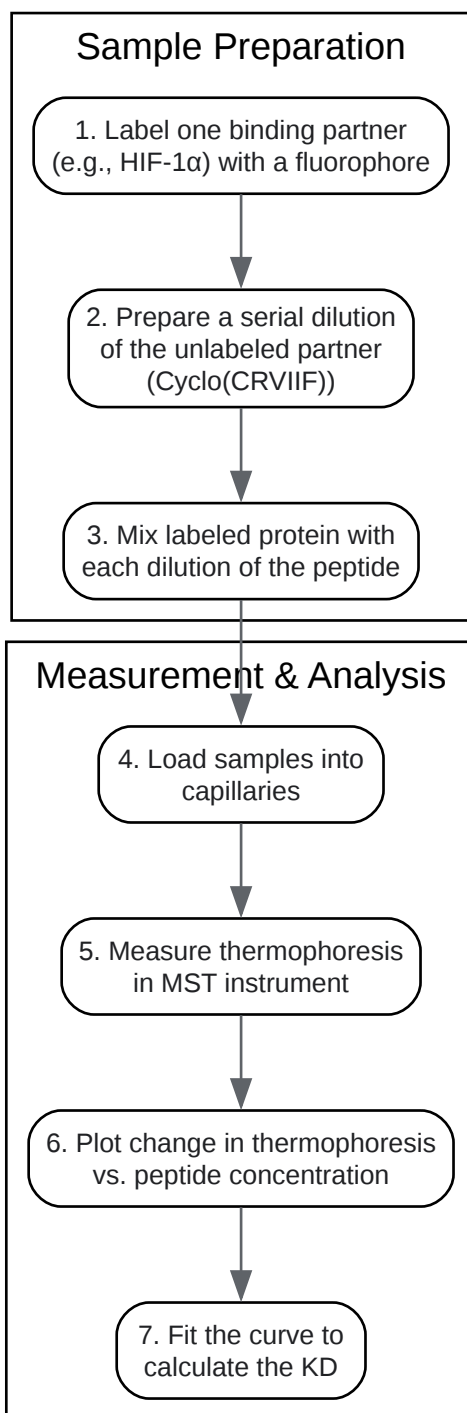 Sample Preparation
1. Label one binding partner
(e.g., HIF-1α) with a fluorophore
2. Prepare a serial dilution
of the unlabeled partner
(Cyclo(CRVIIF))
3. Mix labeled protein with
each dilution of the peptide
Measurement & Analysis
4. Load samples into
capillaries
5. Measure thermophoresis
in MST instrument
6. Plot change in thermophoresis
vs. peptide concentration
7. Fit the curve to
calculate the KD